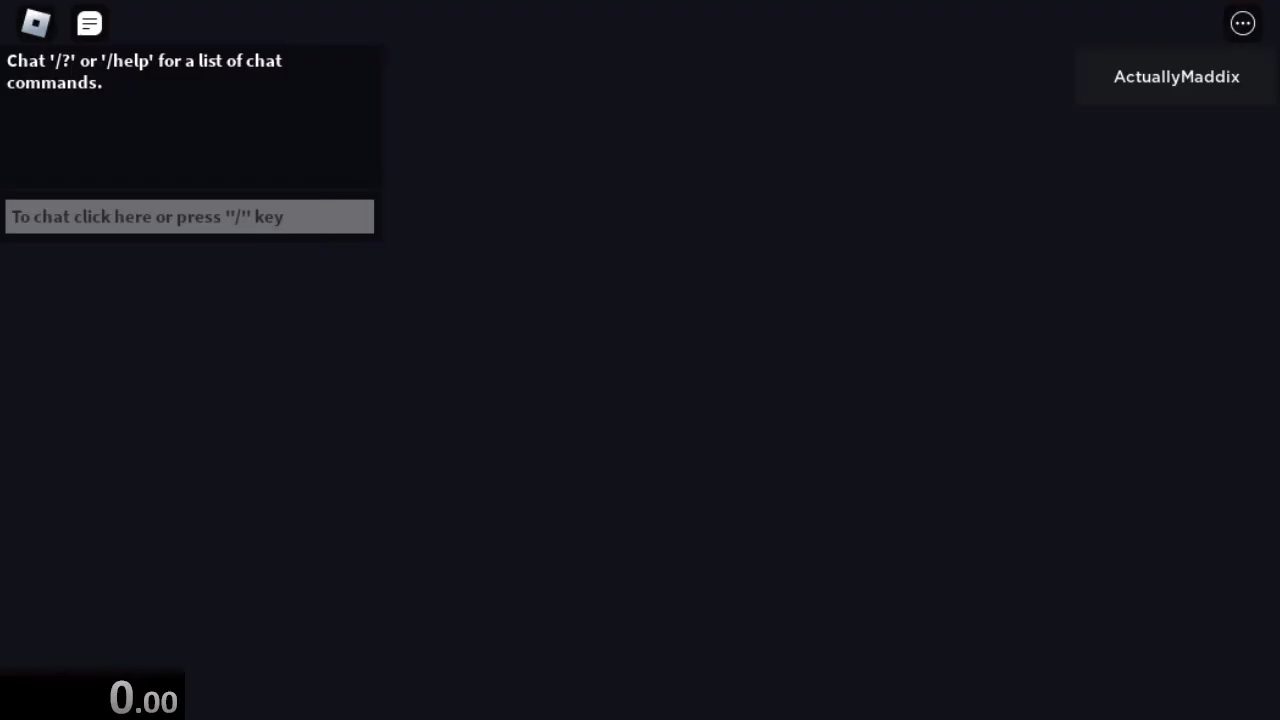 Chat '/?' or '/help' for a list of chat
commands.
ActuallyMaddix
To chat click here or press "/" key
0.00